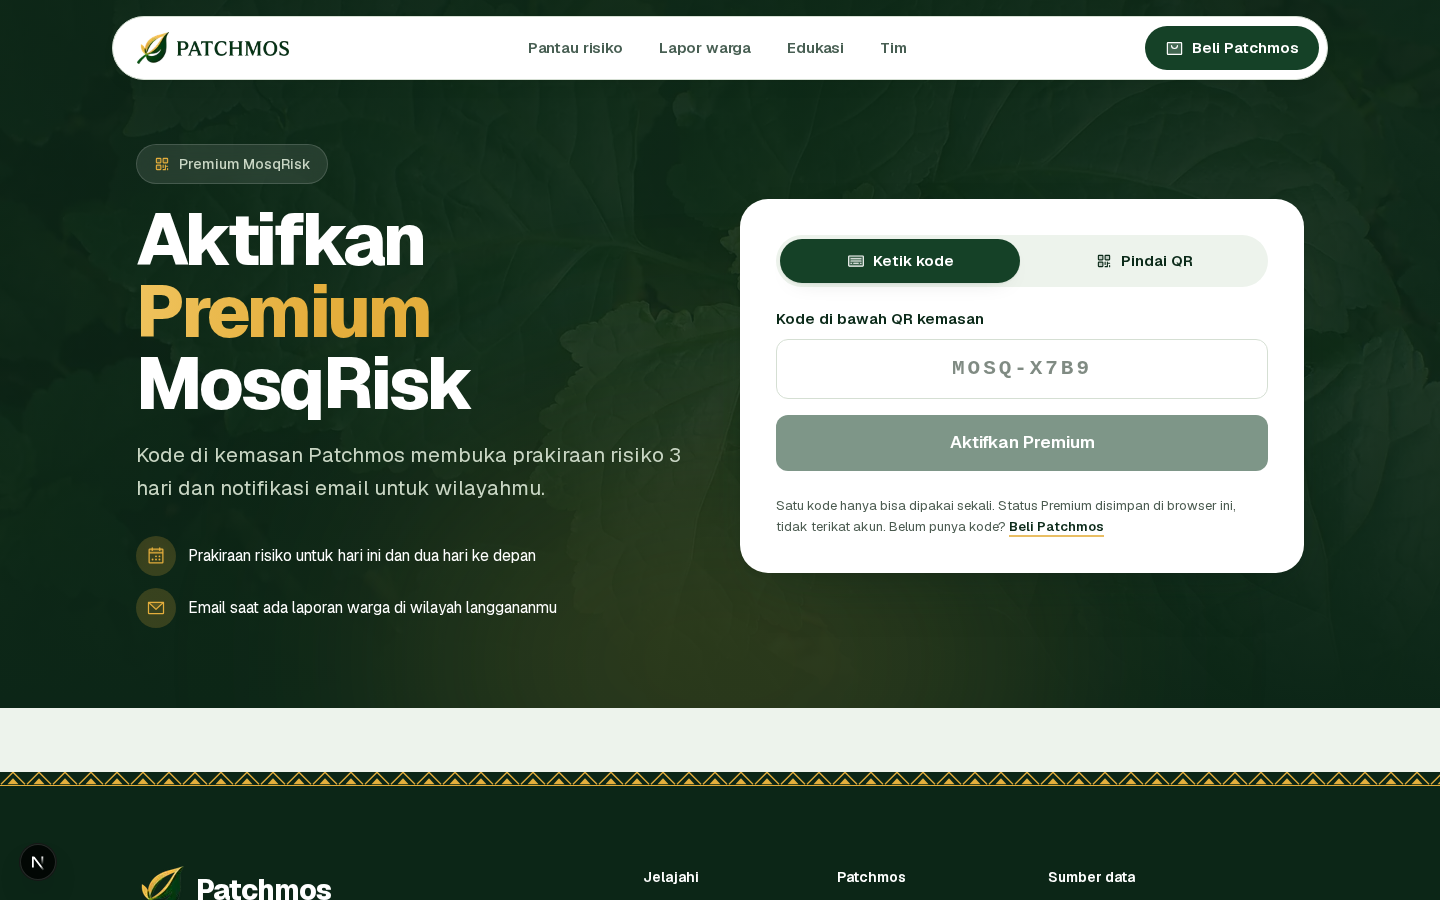 PATCHMOS
Pantau risiko
Lapor warga
Edukasi
Tim
Beli Patchmos
Premium MosqRisk
Aktifkan
Premium
MosqRisk
Kode di kemasan Patchmos membuka prakiraan risiko 3
hari dan notifikasi email untuk wilayahmu.
Prakiraan risiko untuk hari ini dan dua hari ke depan
Email saat ada laporan warga di wilayah langgananmu
Ketik kode
Pindai QR
Kode di bawah QR kemasan
MOSQ-X7B9
Aktifkan Premium
Satu kode hanya bisa dipakai sekali. Status Premium disimpan di browser ini,
tidak terikat akun. Belum punya kode? Beli Patchmos
N
Patchmos
Jelajahi
Patchmos
Sumber data